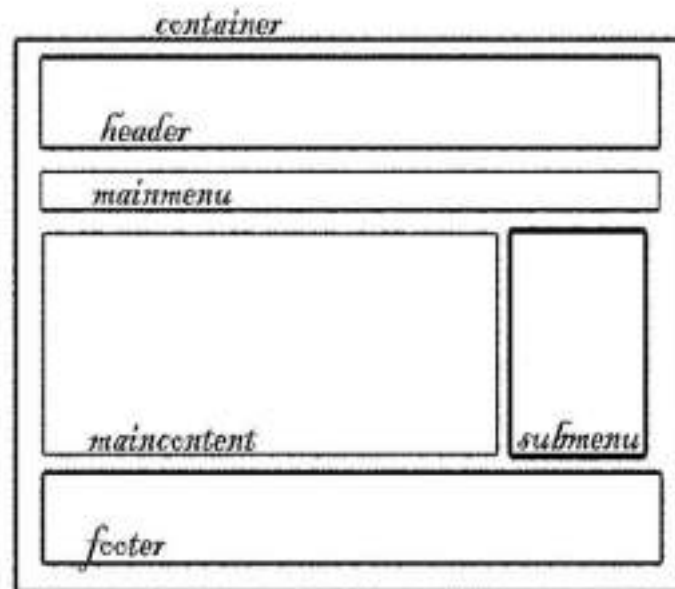 container
header
mainmenu
maincontent
submenu
footer